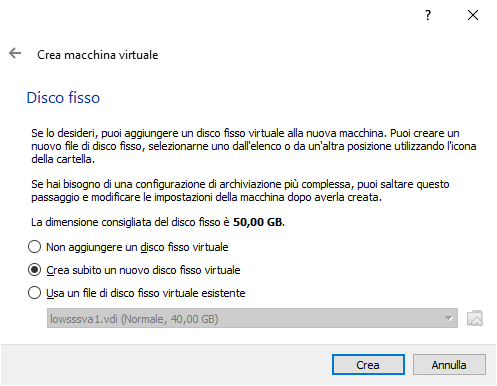 ?
Crea macchina virtuale
Disco fisso
Se lo desideri, puoi aggiungere un disco fisso virtuale alla nuova macchina. Puoi creare un
nuovo file di disco fisso, selezionarne uno dall'elenco o da un'altra posizione utilizzando l'icona
della cartella.
Se hai bisogno di una configurazione di archiviazione più complessa, puoi saltare questo
passaggio e modificare le impostazioni della macchina dopo averla creata.
La dimensione consigliata del disco fisso è 50,00 GB.
Non aggiungere un disco fisso virtuale
Crea subito un nuovo disco fisso virtuale
Usa un file di disco fisso virtuale esistente
lowsssva1.vdi (Normale, 40,00 GB)
Crea
Annulla